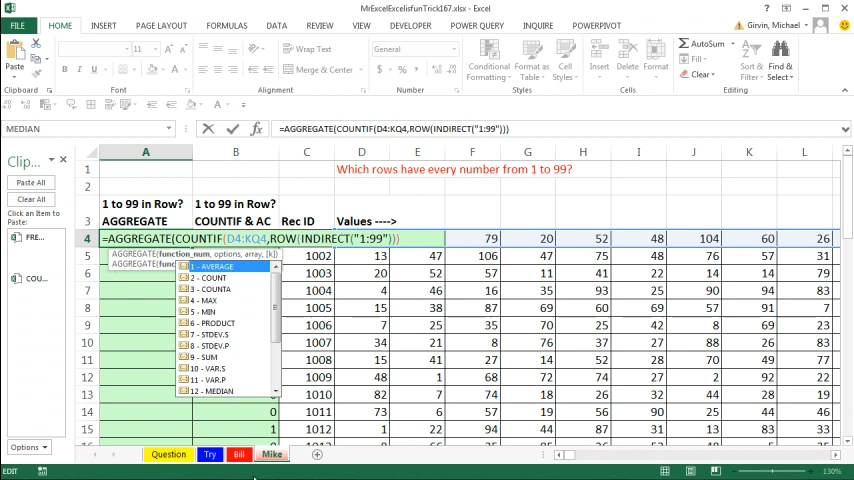 MrExcelExcelisfunTrick167.xlsx - Excel
FILE HOME INSERT PAGE LAYOUT FORMULAS DATA REVIEW VIEW DEVELOPER POWER QUERY INQUIRE POWERPIVOT Girvin, Michael
Paste
B I U
11
Wrap Text
Merge & Center
General
$ % ,
Conditional Formatting
Format as Table
Cell Styles
Insert Delete Format
AutoSum
Fill
Clear
Sort & Filter
Find & Select
Clipboard Font Alignment Number Styles Cells Editing
MEDIAN =AGGREGATE(COUNTIF(D4:KQ4,ROW(INDIRECT("1:99")))
Clip...
Paste All
Clear All
Click an Item to Paste:
FRE...
COU...
Options
A B C D E F G H I J K L
1 Which rows have every number from 1 to 99?
2
1 to 99 in Row? 1 to 99 in Row?
3 AGGREGATE COUNTIF & AC Rec ID Values ---->
4 =AGGREGATE(COUNTIF(D4:KQ4,ROW(INDIRECT("1:99"))) 79 20 52 48 104 60 26
AGGREGATE(function_num, options, array, [k])
AGGREGATE(func
1 - AVERAGE
2 - COUNT
3 - COUNTA
4 - MAX
5 - MIN
6 - PRODUCT
7 - STDEV.S
8 - STDEV.P
9 - SUM
10 - VAR.S
11 - VAR.P
12 - MEDIAN
5 1002 13 47 106 47 75 48 76 57 31
6 1003 20 52 57 11 41 22 14 14 79
7 1004 4 46 16 35 93 25 90 94 83
8 1005 15 38 87 69 60 69 57 91 7
9 1006 7 25 35 70 25 42 8 69 23
10 1007 34 21 8 76 37 27 88 26 83
11 1008 15 41 27 14 52 28 70 49 77
12 1009 48 1 68 72 74 27 2 92 22
13 0 1010 82 7 74 18 26 32 44 28 19
14 0 1011 73 6 57 19 56 90 25 44 46
15 1 1012 1 22 94 44 87 31 13 83 33
Question Try Bill Mike
EDIT 130%